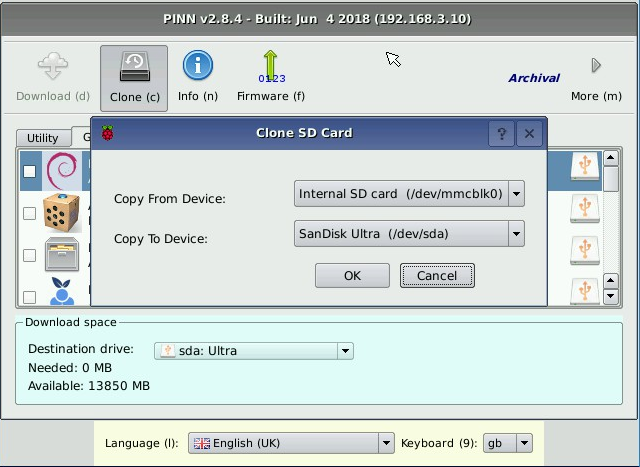 PINN v2.8.4 - Built: Jun  4 2018 (192.168.3.10)
0123
Archival
Download (d)
Clone (c)
Info (n)
Firmware (f)
More (m)
Utility
G
Clone SD Card
?
Copy From Device:
Internal SD card  (/dev/mmcblk0)
Copy To Device:
SanDisk Ultra  (/dev/sda)
OK
Cancel
Download space
Destination drive:
sda: Ultra
Needed: 0 MB
Available: 13850 MB
Language (l):
English (UK)
Keyboard (9):
gb